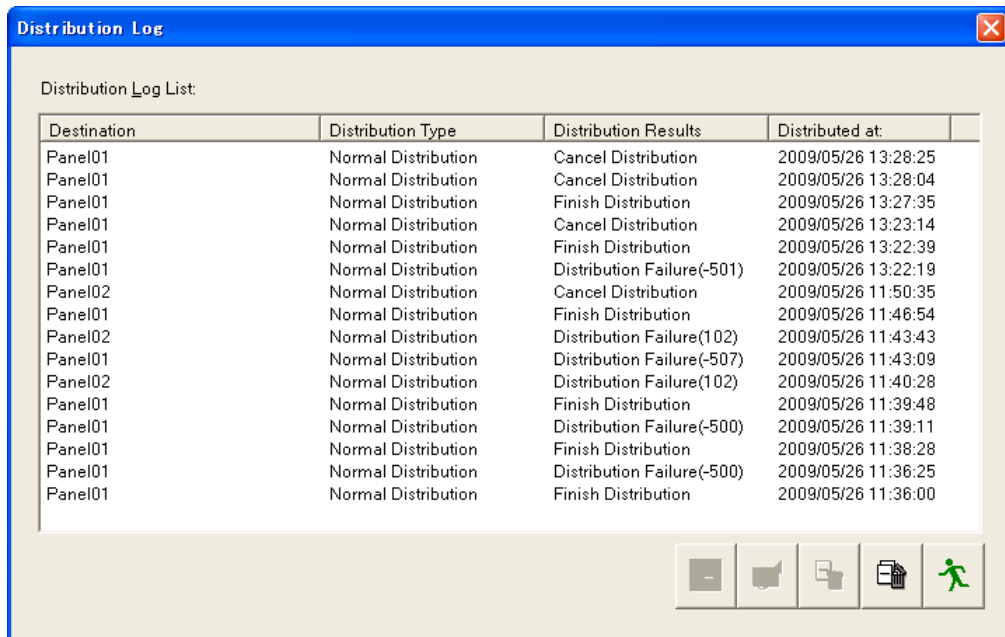 Distribution Log
Distribution Log List:
Destination Distribution Type Distribution Results Distributed at:
Panel01 Normal Distribution Cancel Distribution 2009/05/26 13:28:25
Panel01 Normal Distribution Cancel Distribution 2009/05/26 13:28:04
Panel01 Normal Distribution Finish Distribution 2009/05/26 13:27:35
Panel01 Normal Distribution Cancel Distribution 2009/05/26 13:23:14
Panel01 Normal Distribution Finish Distribution 2009/05/26 13:22:39
Panel01 Normal Distribution Distribution Failure(-501) 2009/05/26 13:22:19
Panel02 Normal Distribution Cancel Distribution 2009/05/26 11:50:35
Panel01 Normal Distribution Finish Distribution 2009/05/26 11:46:54
Panel02 Normal Distribution Distribution Failure(102) 2009/05/26 11:43:43
Panel01 Normal Distribution Distribution Failure(-507) 2009/05/26 11:43:09
Panel02 Normal Distribution Distribution Failure(102) 2009/05/26 11:40:28
Panel01 Normal Distribution Finish Distribution 2009/05/26 11:39:48
Panel01 Normal Distribution Distribution Failure(-500) 2009/05/26 11:39:11
Panel01 Normal Distribution Finish Distribution 2009/05/26 11:38:28
Panel01 Normal Distribution Distribution Failure(-500) 2009/05/26 11:36:25
Panel01 Normal Distribution Finish Distribution 2009/05/26 11:36:00